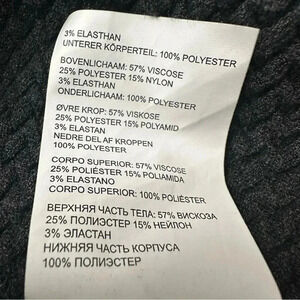 3% ELASTHAN
UNTERER KÖRPERTEIL: 100% POLYESTER
BOVENLICHAAM: 57% VISCOSE
25% POLYESTER 15% NYLON
3% ELASTHAN
ONDERLICHAAM: 100% POLYESTER
ØVRE KROP: 57% VISKOSE
25% POLYESTER 15% POLYAMID
3% ELASTAN
NEDRE DEL AF KROPPEN
100% POLYESTER
CORPO SUPERIOR: 57% VISCOSE
25% POLIÉSTER 15% POLIAMIDA
3% ELASTANO
CORPO SUPERIOR: 100% POLIÉSTER
ВЕРХНЯЯ ЧАСТЬ ТЕЛА: 57% ВИСКОЗА
25% ПОЛИЭСТЕР 15% НЕЙЛОН
3% ЭЛАСТАН
НИЖНЯЯ ЧАСТЬ КОРПУСА
100% ПОЛИЭСТЕР